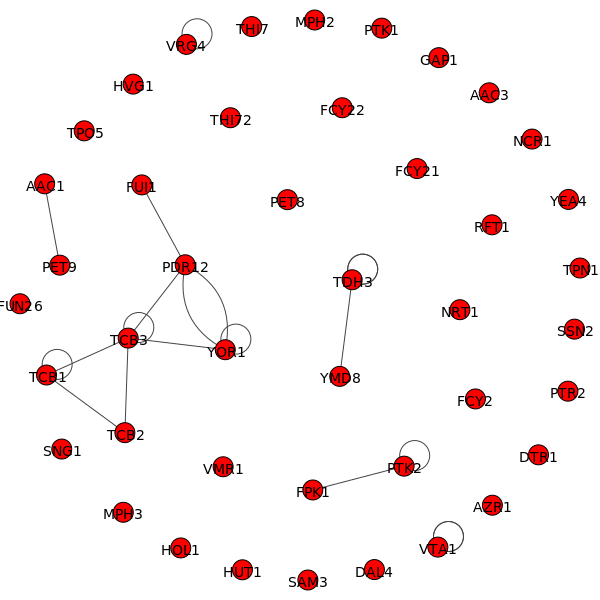 MPH2
THI7
PTK1
VRG4
GAP1
HVG1
AAC3
FCY22
THI72
TPO5
NCR1
FCY21
AAC1
FUI1
PET8
YEA4
RFT1
PDR12
PET9
TPN1
TDH3
FUN26
NRT1
SSN2
TCB3
YOR1
TCB1
YMD8
PTR2
FCY2
TCB2
SNG1
DTR1
VMR1
PTK2
FPK1
AZR1
MPH3
HOL1
VTA1
HUT1
DAL4
SAM3